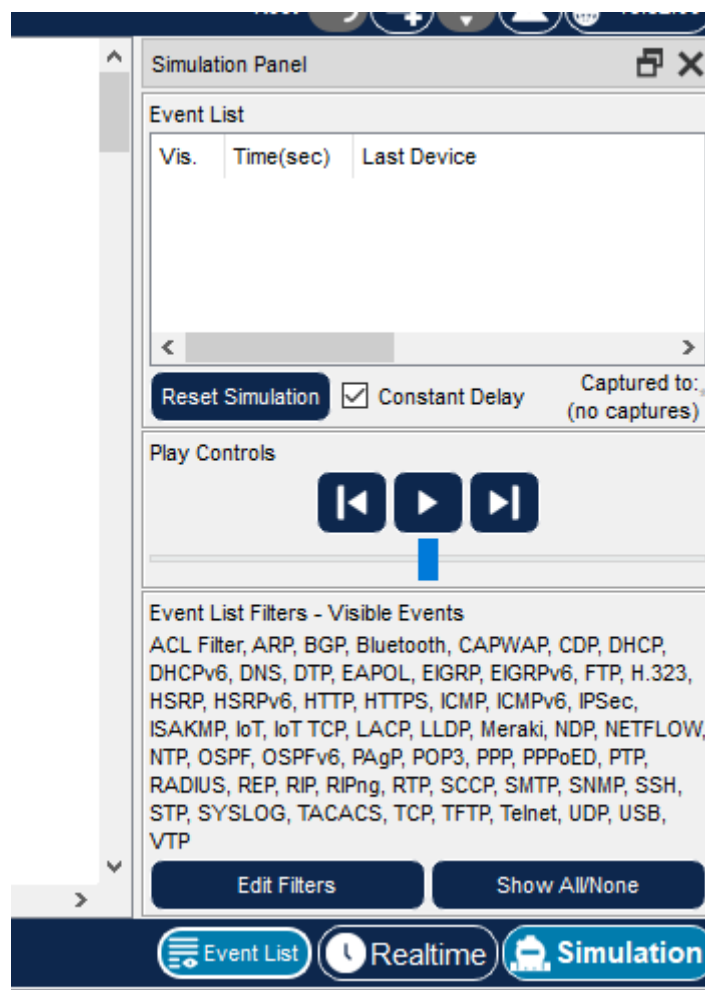 Simulation Panel
Event List
Vis. Time(sec) Last Device
Reset Simulation Constant Delay Captured to:
(no captures)
Play Controls
Event List Filters - Visible Events
ACL Filter, ARP, BGP, Bluetooth, CAPWAP, CDP, DHCP,
DHCPv6, DNS, DTP, EAPOL, EIGRP, EIGRPv6, FTP, H.323,
HSRP, HSRPv6, HTTP, HTTPS, ICMP, ICMPv6, IPSec,
ISAKMP, IoT, IoT TCP, LACP, LLDP, Meraki, NDP, NETFLOW,
NTP, OSPF, OSPFv6, PAgP, POP3, PPP, PPPoED, PTP,
RADIUS, REP, RIP, RIPng, RTP, SCCP, SMTP, SNMP, SSH,
STP, SYSLOG, TACACS, TCP, TFTP, Telnet, UDP, USB,
VTP
Edit Filters Show All/None
Event List Realtime Simulation